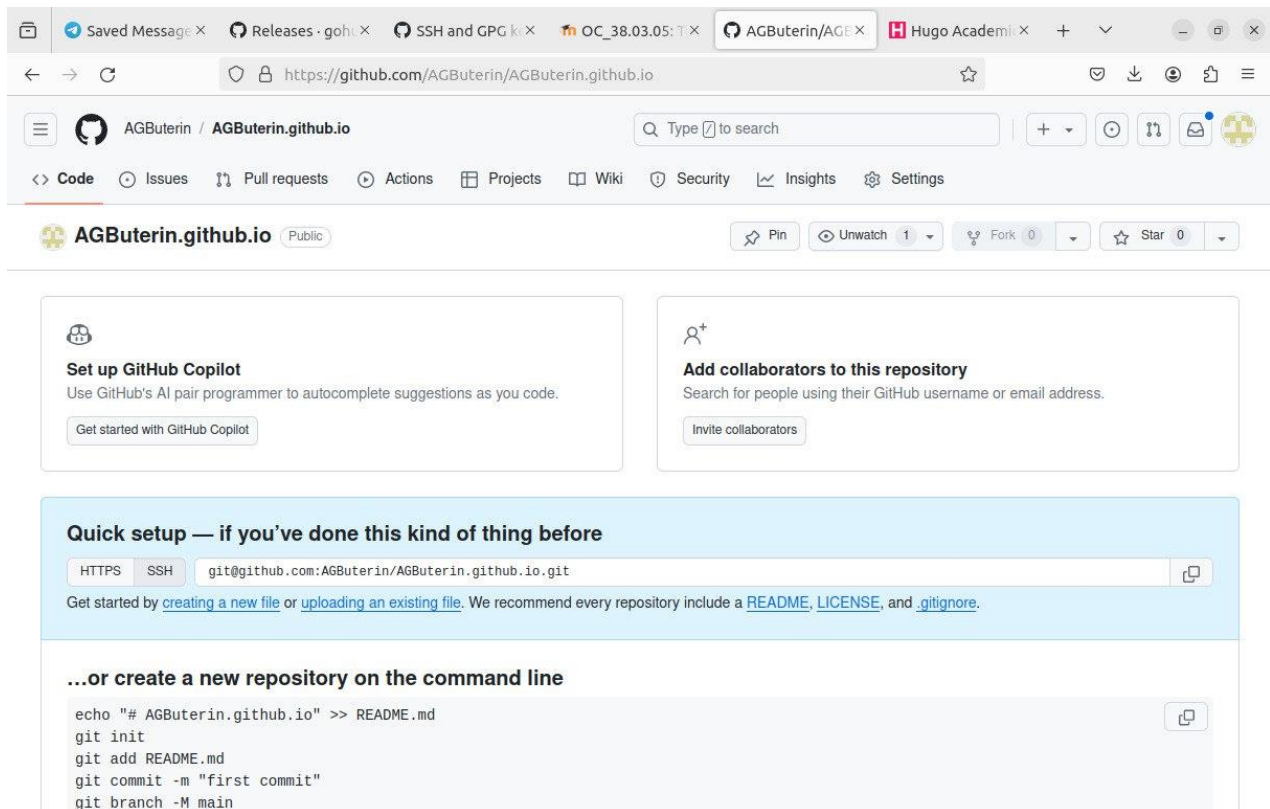 Saved Message
Releases · gohu
SSH and GPG k
OC_38.03.05: T
AGButerin/AGB
Hugo Academi
https://github.com/AGButerin/AGButerin.github.io
AGButerin / AGButerin.github.io
Type / to search
Code Issues Pull requests Actions Projects Wiki Security Insights Settings
AGButerin.github.io Public
Pin Unwatch 1 Fork 0 Star 0
Set up GitHub Copilot
Use GitHub's AI pair programmer to autocomplete suggestions as you code.
Get started with GitHub Copilot
Add collaborators to this repository
Search for people using their GitHub username or email address.
Invite collaborators
Quick setup — if you’ve done this kind of thing before
HTTPS SSH git@github.com:AGButerin/AGButerin.github.io.git
Get started by creating a new file or uploading an existing file. We recommend every repository include a README, LICENSE, and .gitignore.
…or create a new repository on the command line
echo "# AGButerin.github.io" >> README.md
git init
git add README.md
git commit -m "first commit"
git branch -M main